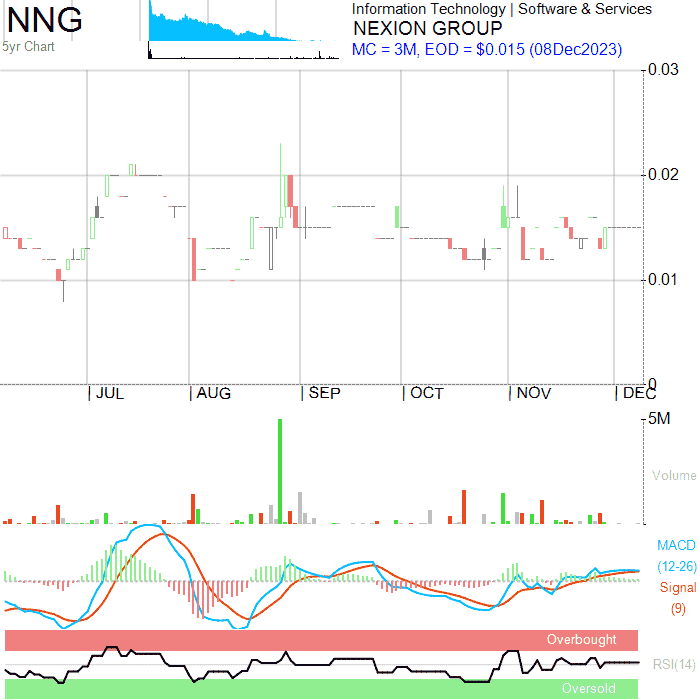 NNG
5yr Chart
Information Technology | Software & Services
NEXION GROUP
MC = 3M, EOD = $0.015 (08Dec2023)
0.03
0.02
0.01
0
| JUL | AUG | SEP | OCT | NOV | DEC
5M
Volume
MACD
(12-26)
Signal
(9)
Overbought
RSI(14)
Oversold